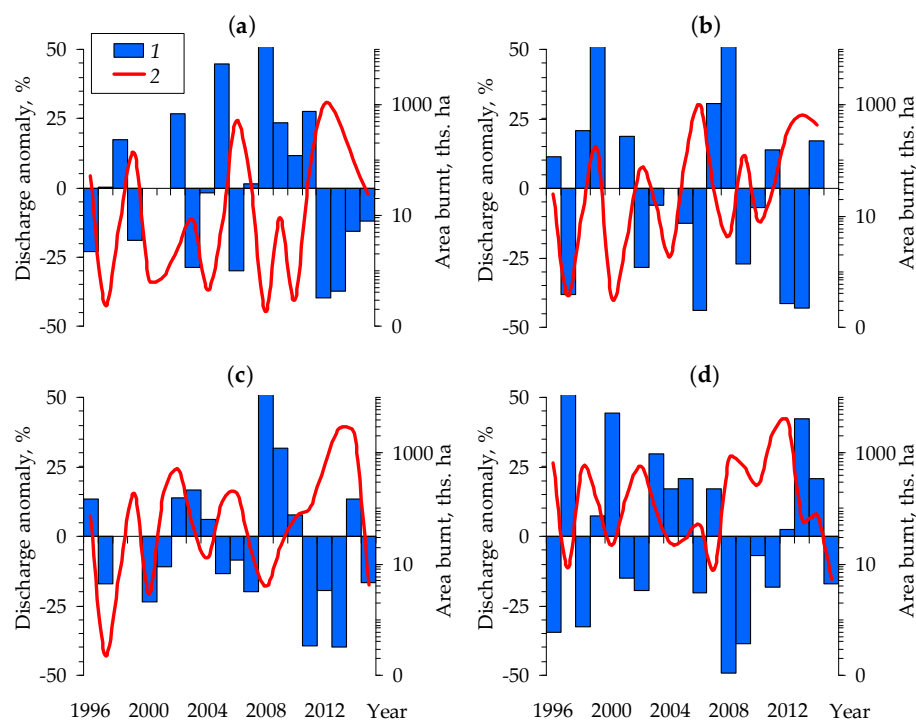 (a)
(b)
50
25
0
-25
-50
Discharge anomaly, %
1
2
1000
10
0
Area burnt, ths. ha
50
25
0
-25
-50
Discharge anomaly, %
1000
10
0
Area burnt, ths. ha
(c)
(d)
50
25
0
-25
-50
Discharge anomaly, %
1000
10
0
Area burnt, ths. ha
50
25
0
-25
-50
Discharge anomaly, %
1000
10
0
Area burnt, ths. ha
1996 2000 2004 2008 2012 Year
1996 2000 2004 2008 2012 Year